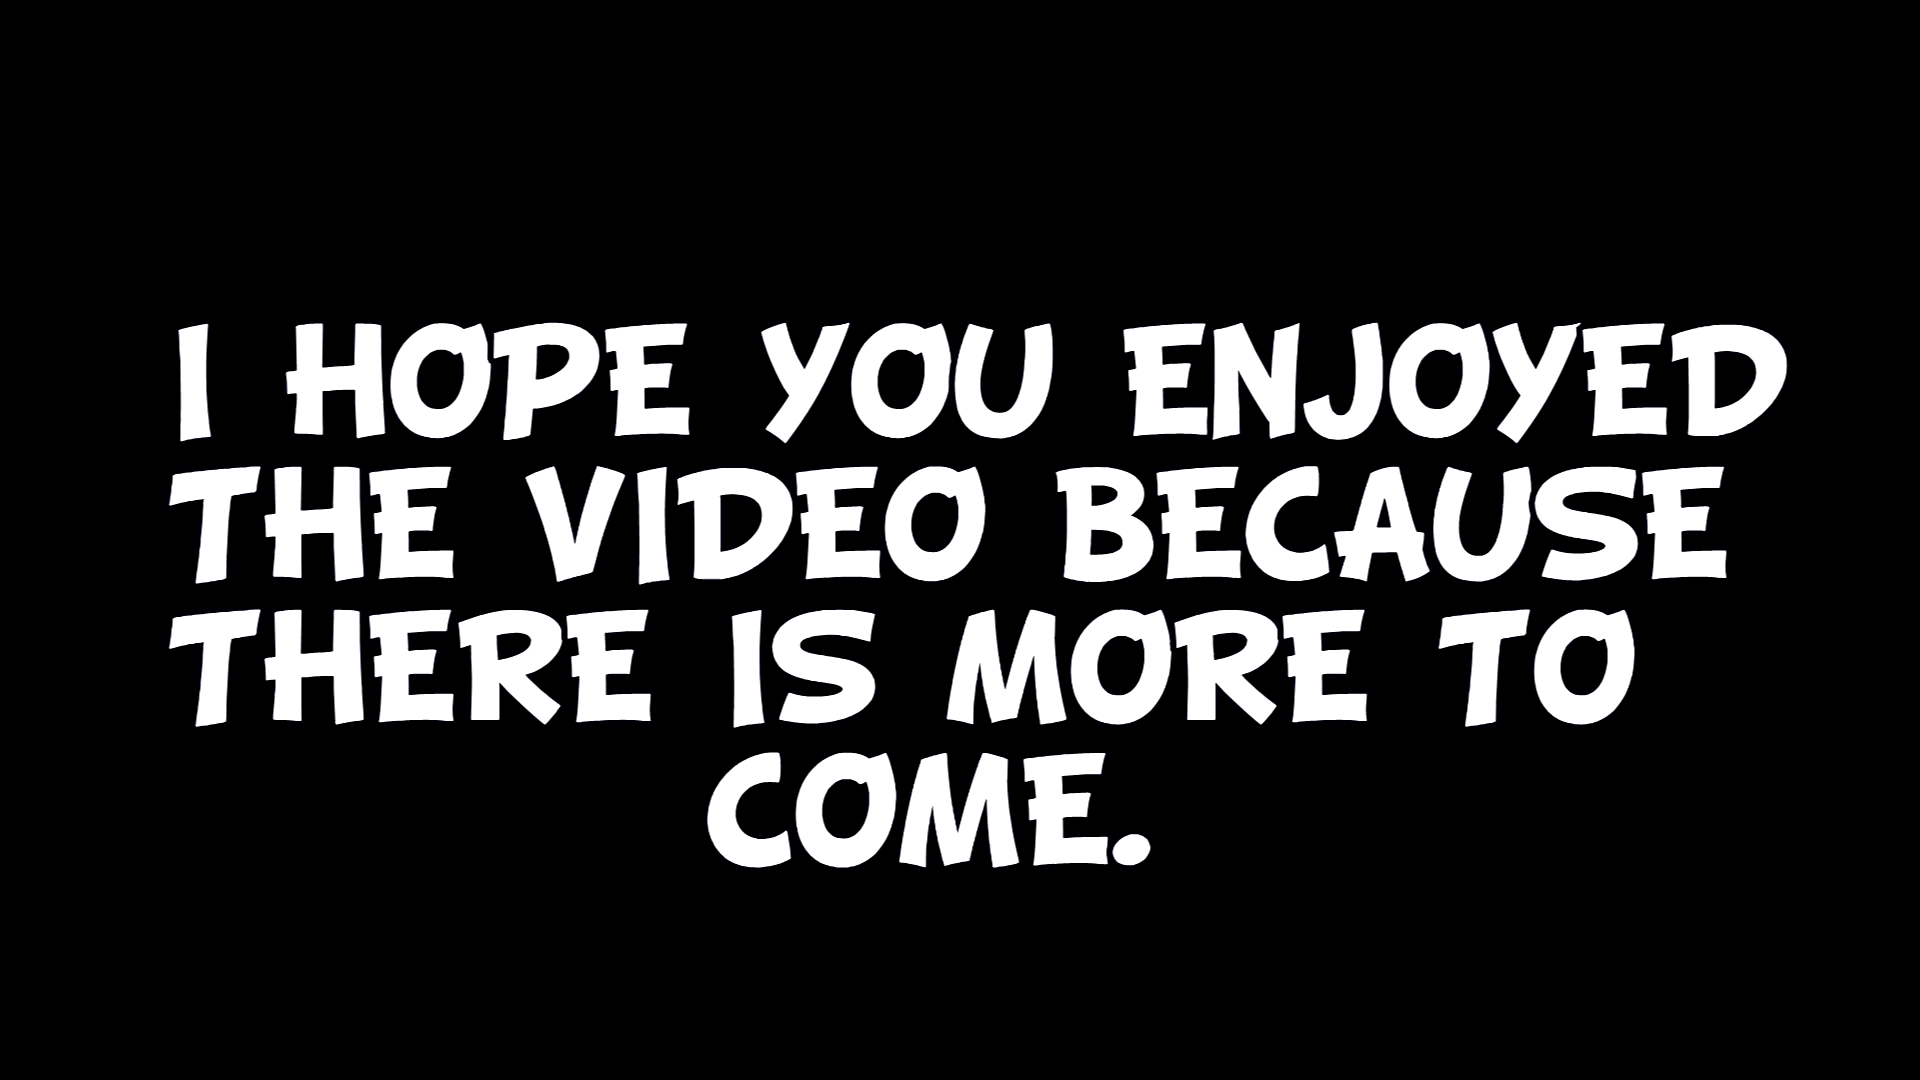 I HOPE YOU ENJOYED
THE VIDEO BECAUSE
THERE IS MORE TO
COME.